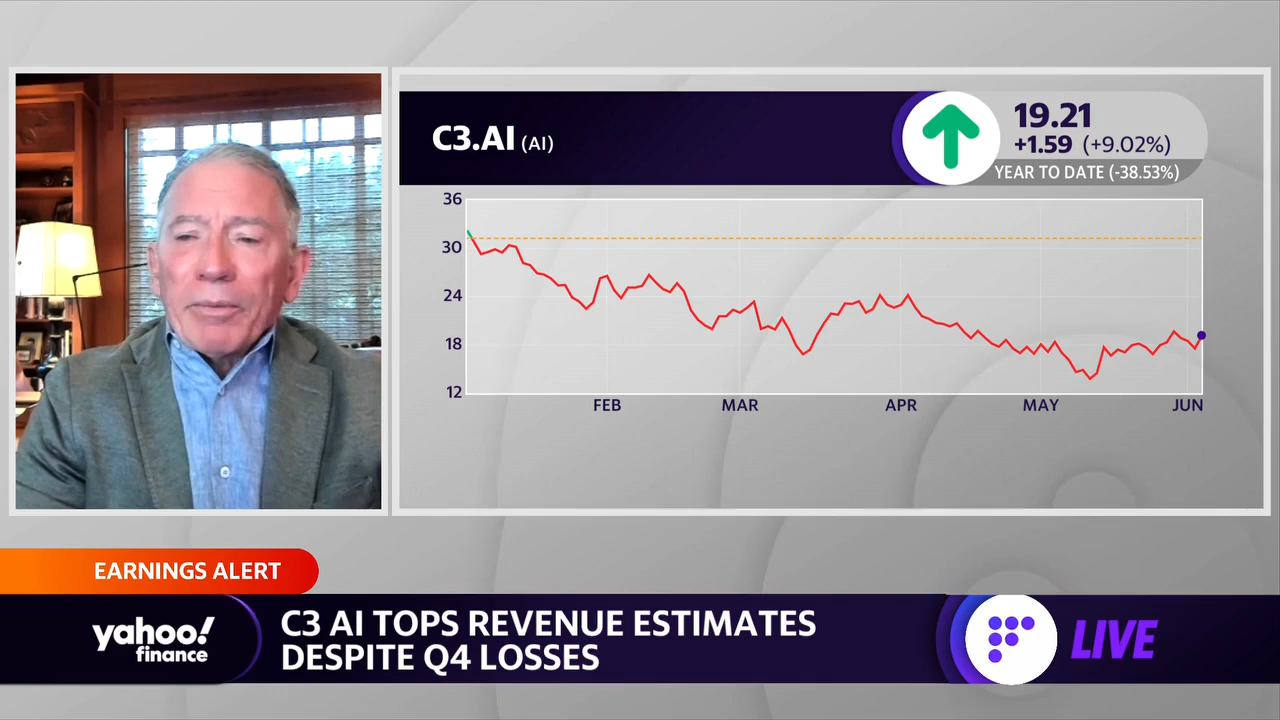 C3.AI (AI)
19.21
+1.59 (+9.02%)
YEAR TO DATE (-38.53%)
36
30
24
18
12
FEB MAR APR MAY JUN
EARNINGS ALERT
yahoo!
finance
C3 AI TOPS REVENUE ESTIMATES
DESPITE Q4 LOSSES
LIVE